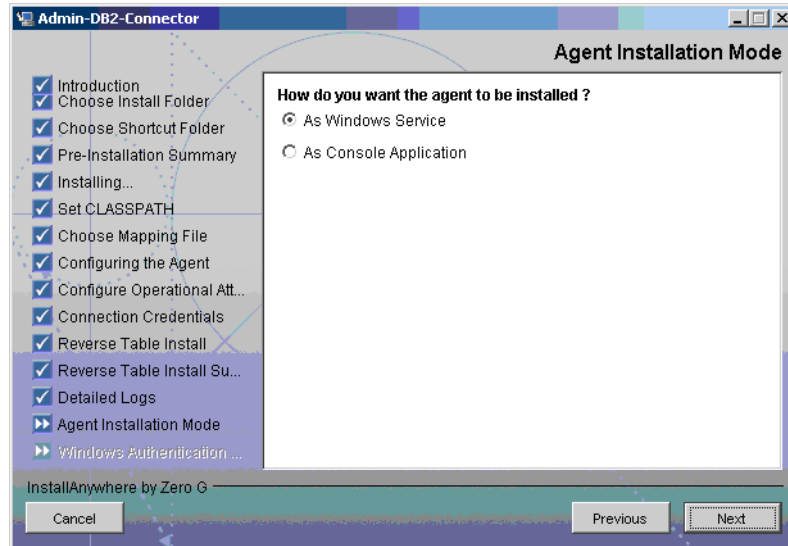 Admin-DB2-Connector
Agent Installation Mode
Introduction
Choose Install Folder
Choose Shortcut Folder
Pre-Installation Summary
Installing...
Set CLASSPATH
Choose Mapping File
Configuring the Agent
Configure Operational Att...
Connection Credentials
Reverse Table Install
Reverse Table Install Su...
Detailed Logs
Agent Installation Mode
Windows Authentication ...
How do you want the agent to be installed ?
As Windows Service
As Console Application
InstallAnywhere by Zero G
Cancel
Previous
Next